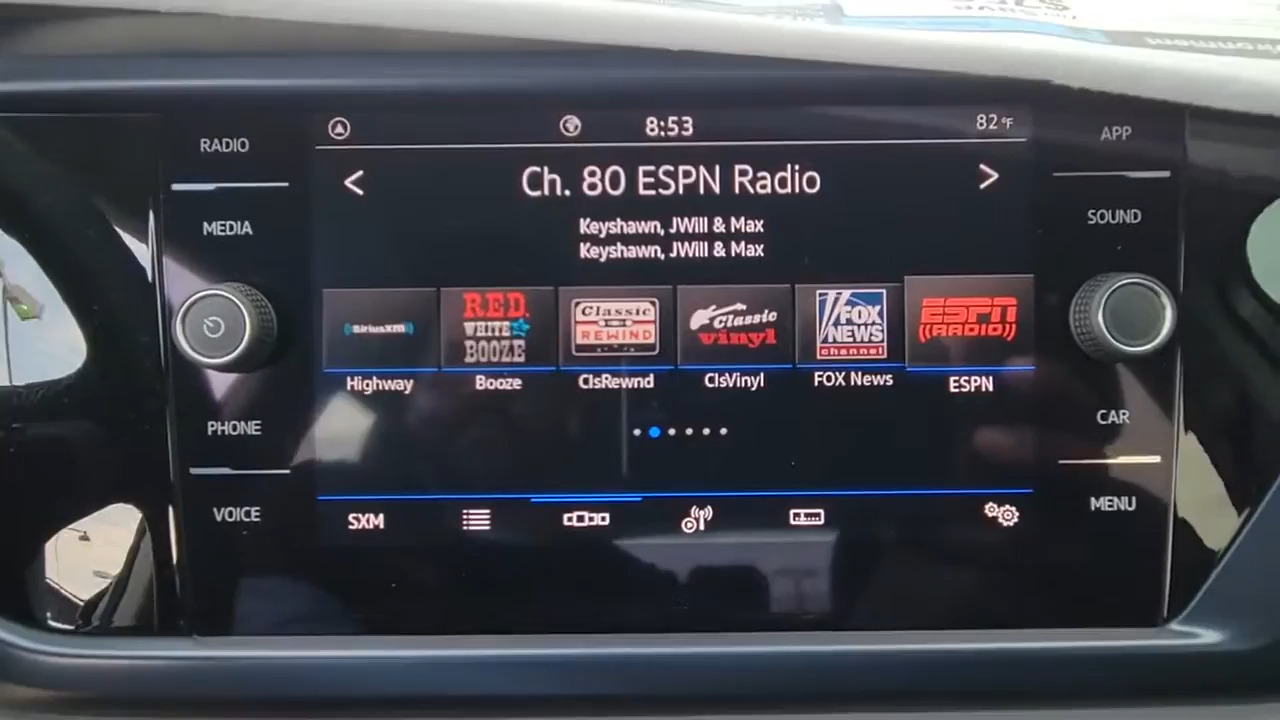 8:53
82°F
RADIO
MEDIA
PHONE
VOICE
< Ch. 80 ESPN Radio >
Keyshawn, JWill & Max
Keyshawn, JWill & Max
((SiriusXM))
RED.
WHITE
BOOZE
Classic
REWIND
Classic
vinyl
FOX
NEWS
channel
ESPN
((RADIO))
Highway
Booze
ClsRewnd
ClsVinyl
FOX News
ESPN
SXM
APP
SOUND
CAR
MENU